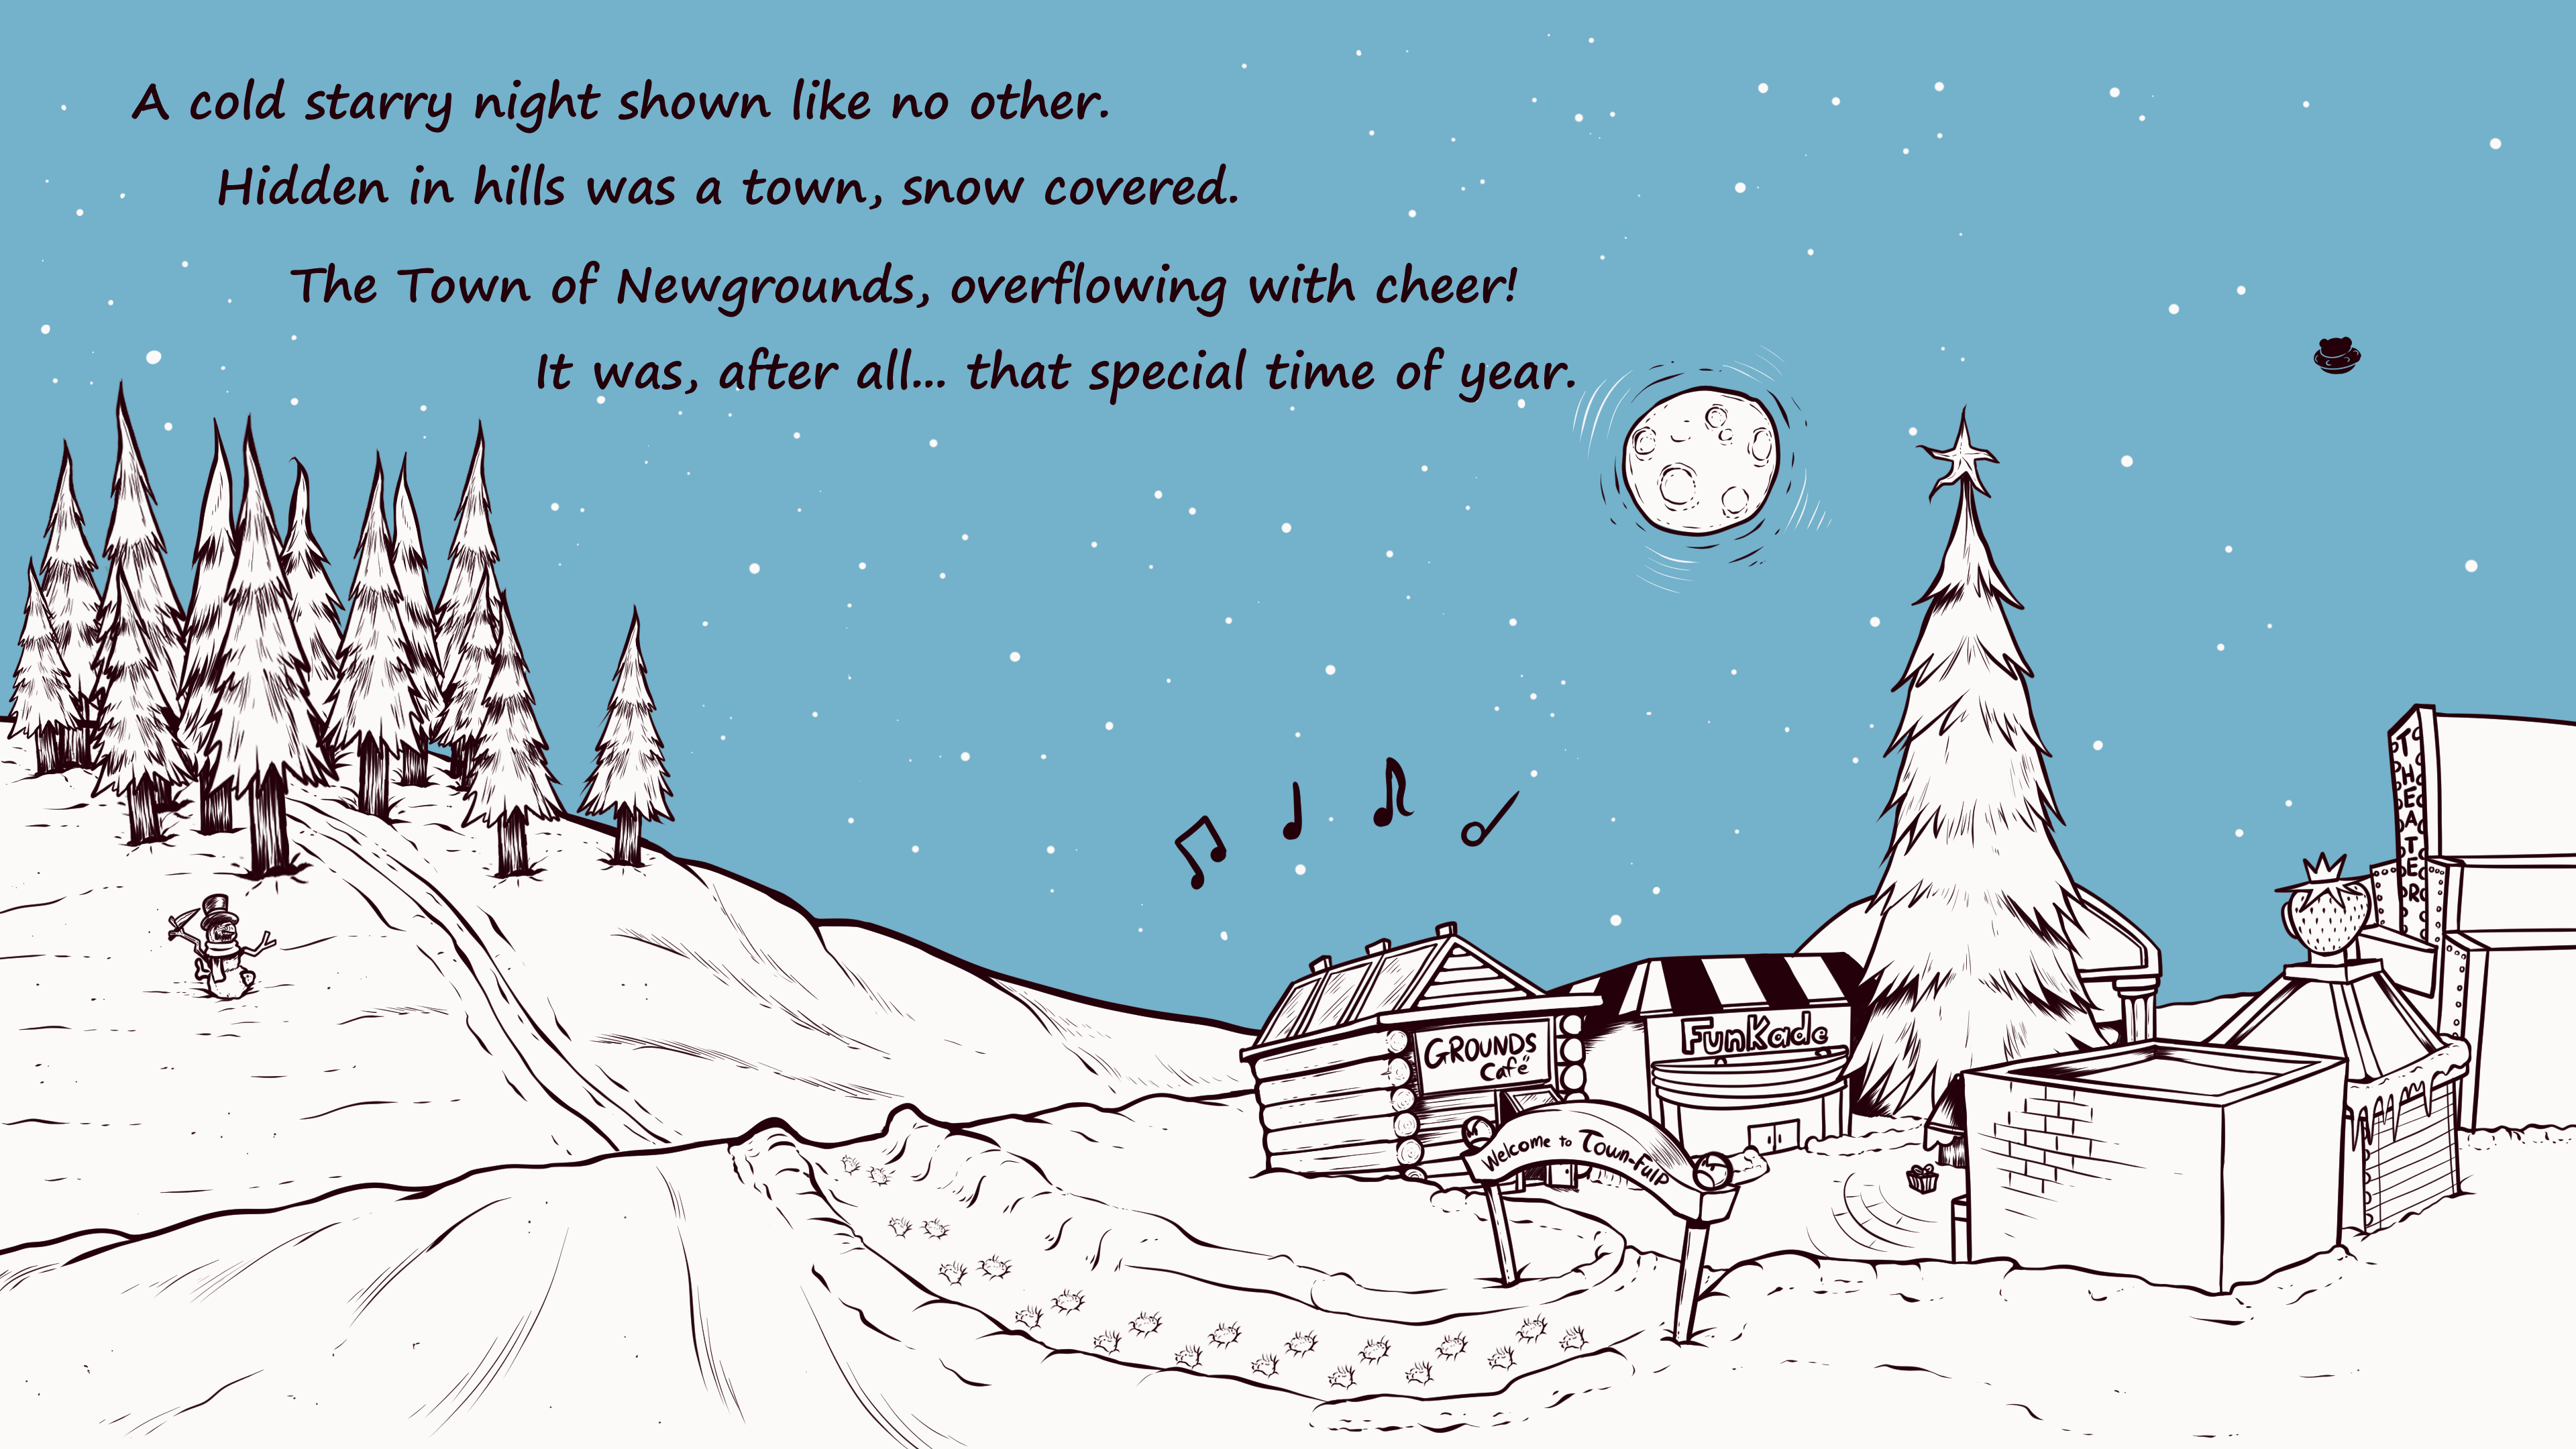 A cold starry night shown like no other.
Hidden in hills was a town, snow covered.
The Town of Newgrounds, overflowing with cheer!
It was, after all... that special time of year.
THEATER
GROUNDS
Café
FunKade
Welcome to Town-FulP